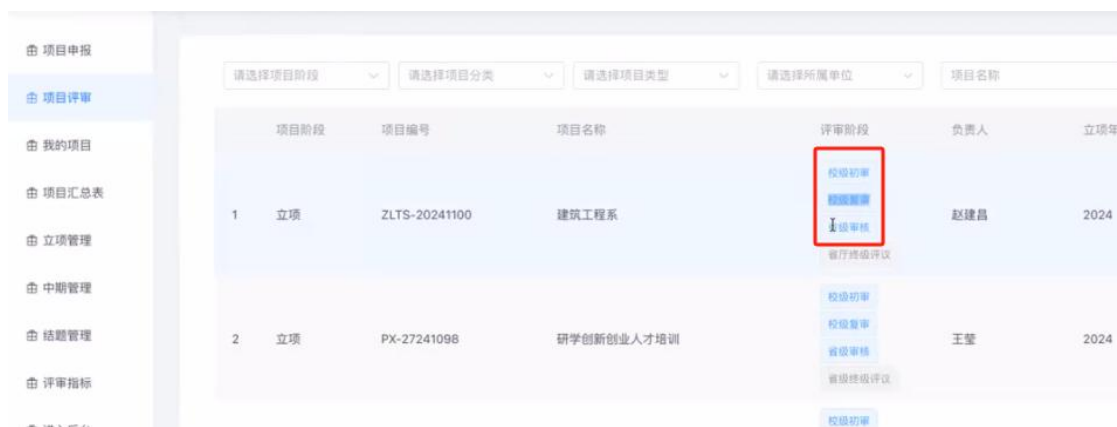 项目申报
项目评审
我的项目
项目汇总表
立项管理
中期管理
结题管理
评审指标
请选择项目阶段 请选择项目分类 请选择项目类型 请选择所属单位 项目名称
项目阶段 项目编号 项目名称 评审阶段 负责人 立项年
校级初审
校级复审
1 立项 ZLTS-20241100 建筑工程系 赵建昌 2024
级审核
省厅终级评议
校级初审
校级复审
2 立项 PX-27241098 研学创新创业人才培训 王莹 2024
省级审核
省级终级评议
校级初审